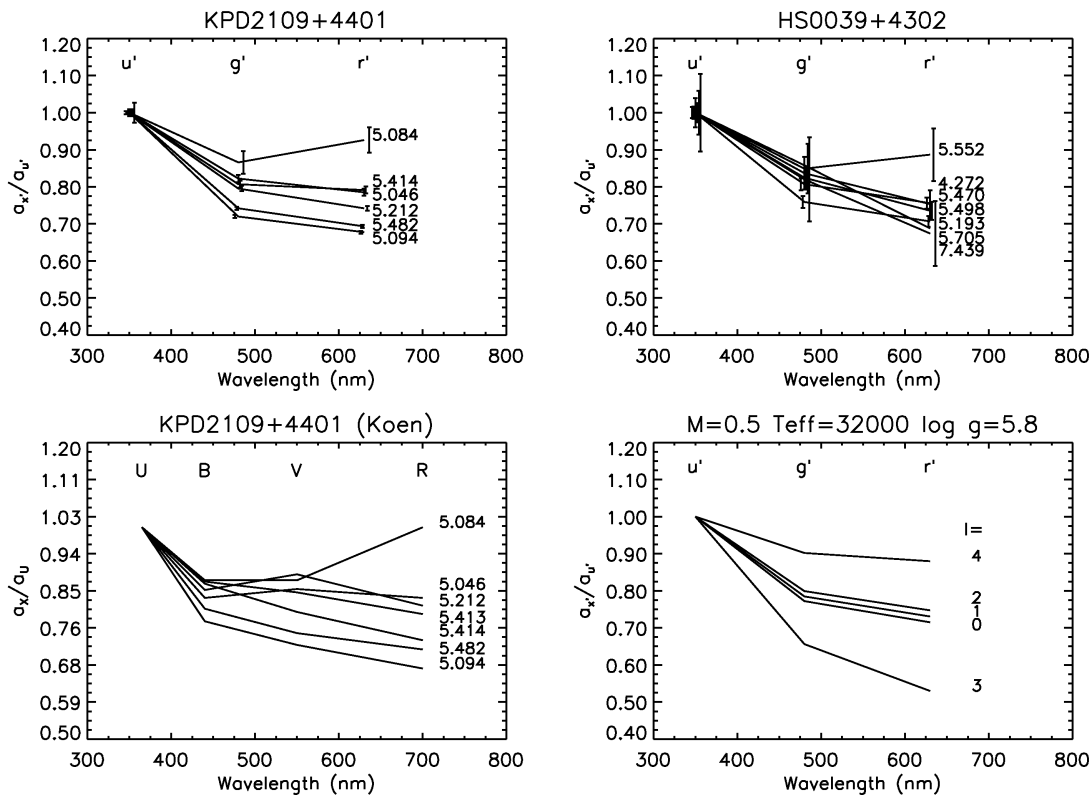 KPD2109+4401
1.20
1.10
1.00
0.90
0.80
0.70
0.60
0.50
0.40
a_x'/a_u'
u' g' r'
5.084
5.414
5.046
5.212
5.482
5.094
300 400 500 600 700 800
Wavelength (nm)
HS0039+4302
1.20
1.10
1.00
0.90
0.80
0.70
0.60
0.50
0.40
a_x'/a_u'
u' g' r'
5.552
4.272
5.470
5.498
5.193
5.705
7.439
300 400 500 600 700 800
Wavelength (nm)
KPD2109+4401 (Koen)
1.20
1.11
1.03
0.94
0.85
0.76
0.68
0.59
0.50
a_X/a_U
U B V R
5.084
5.046
5.212
5.413
5.414
5.482
5.094
300 400 500 600 700 800
Wavelength (nm)
M=0.5 Teff=32000 log g=5.8
1.20
1.10
1.00
0.90
0.80
0.70
0.60
0.50
0.40
a_x'/a_u'
u' g' r'
l=
4
2
1
0
3
300 400 500 600 700 800
Wavelength (nm)